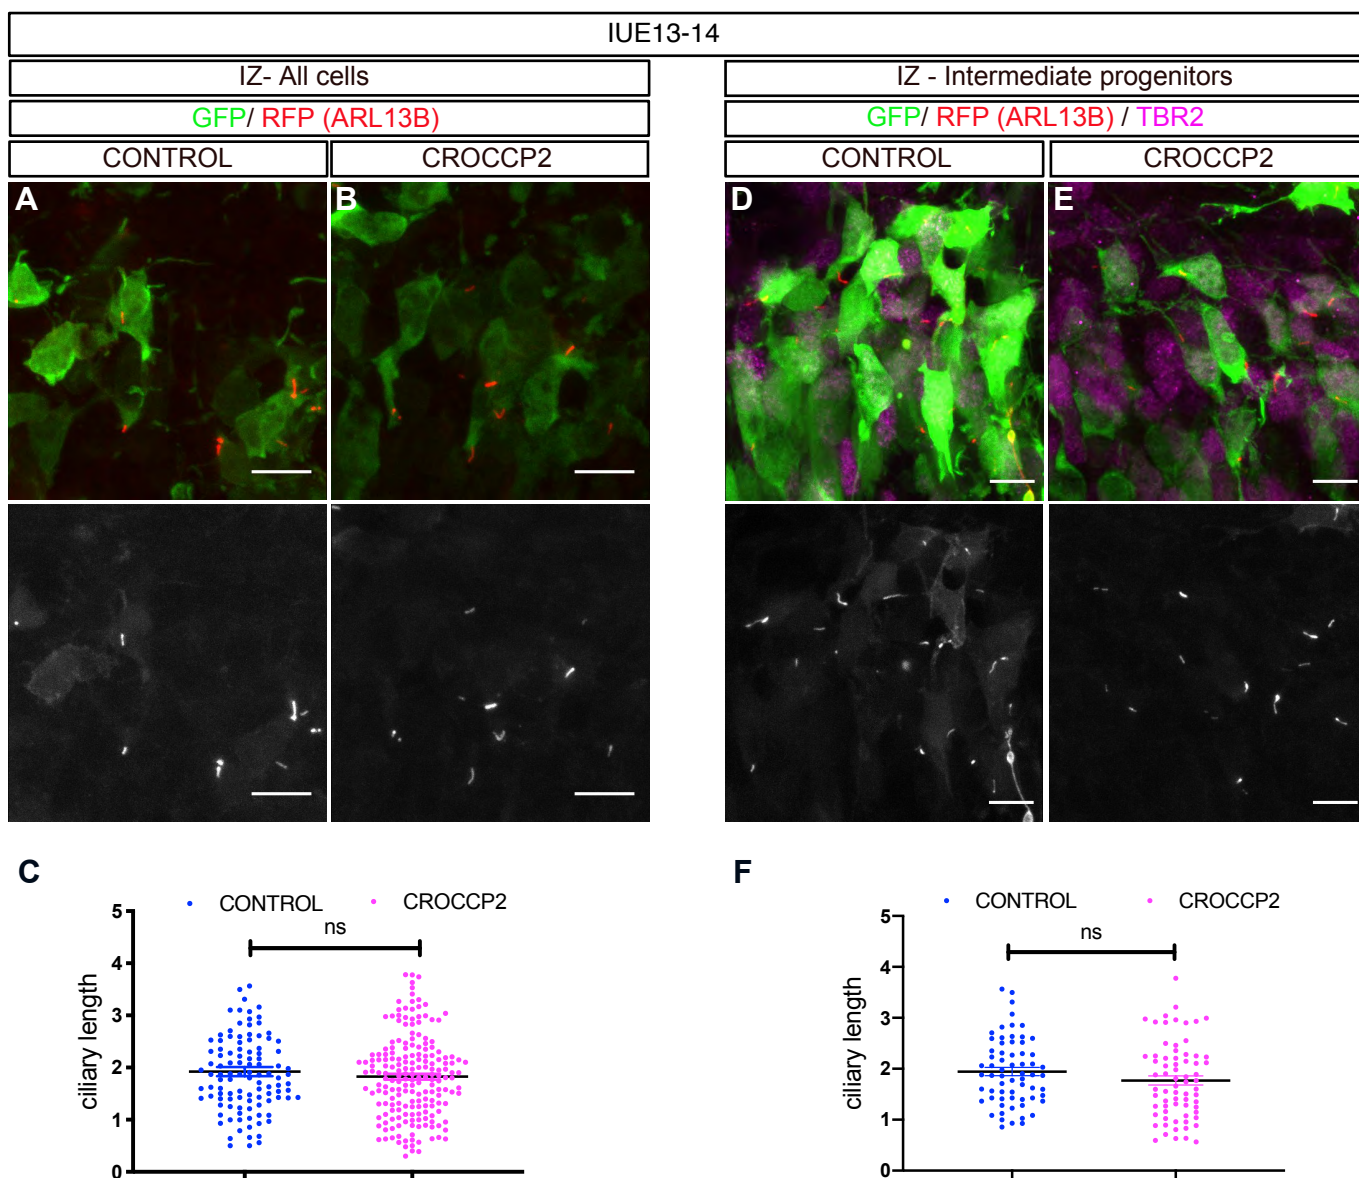 IUE13-14
IZ- All cells
GFP/ RFP (ARL13B)
CONTROL CROCCP2
A B
IZ - Intermediate progenitors
GFP/ RFP (ARL13B) / TBR2
CONTROL CROCCP2
D E
C
CONTROL CROCCP2
ns
ciliary length
5
4
3
2
1
0
F
CONTROL CROCCP2
ns
ciliary length
5
4
3
2
1
0